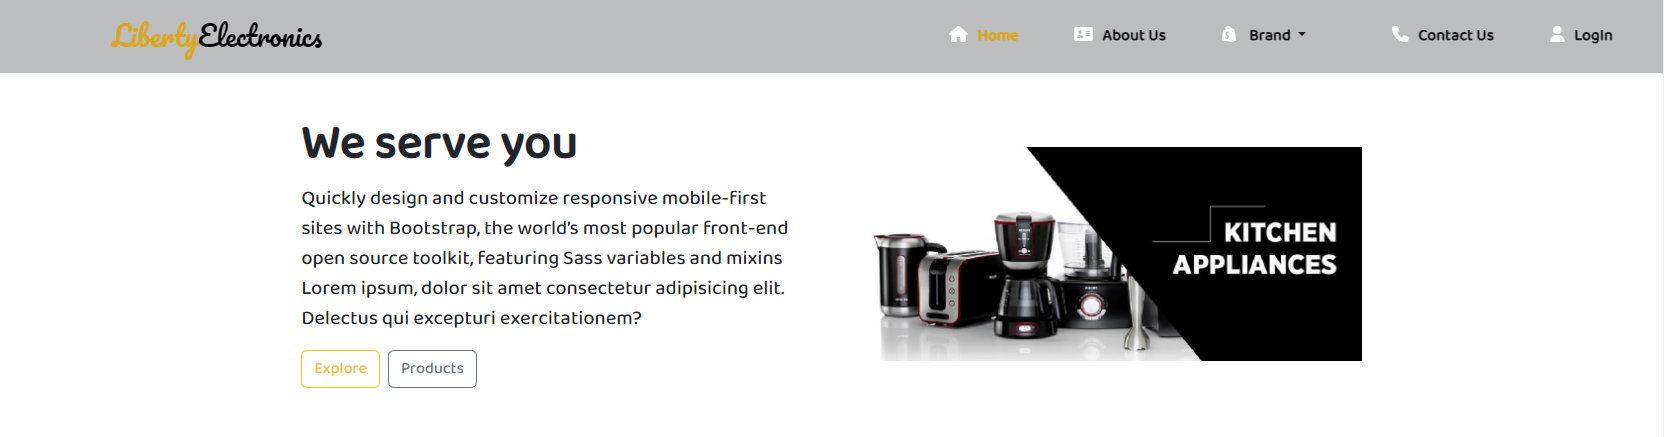 LibertyElectronics
Home
About Us
Brand
Contact Us
LogIn
We serve you
Quickly design and customize responsive mobile-first
sites with Bootstrap, the world's most popular front-end
open source toolkit, featuring Sass variables and mixins
Lorem ipsum, dolor sit amet consectetur adipisicing elit.
Delectus qui excepturi exercitationem?
Explore
Products
KITCHEN
APPLIANCES